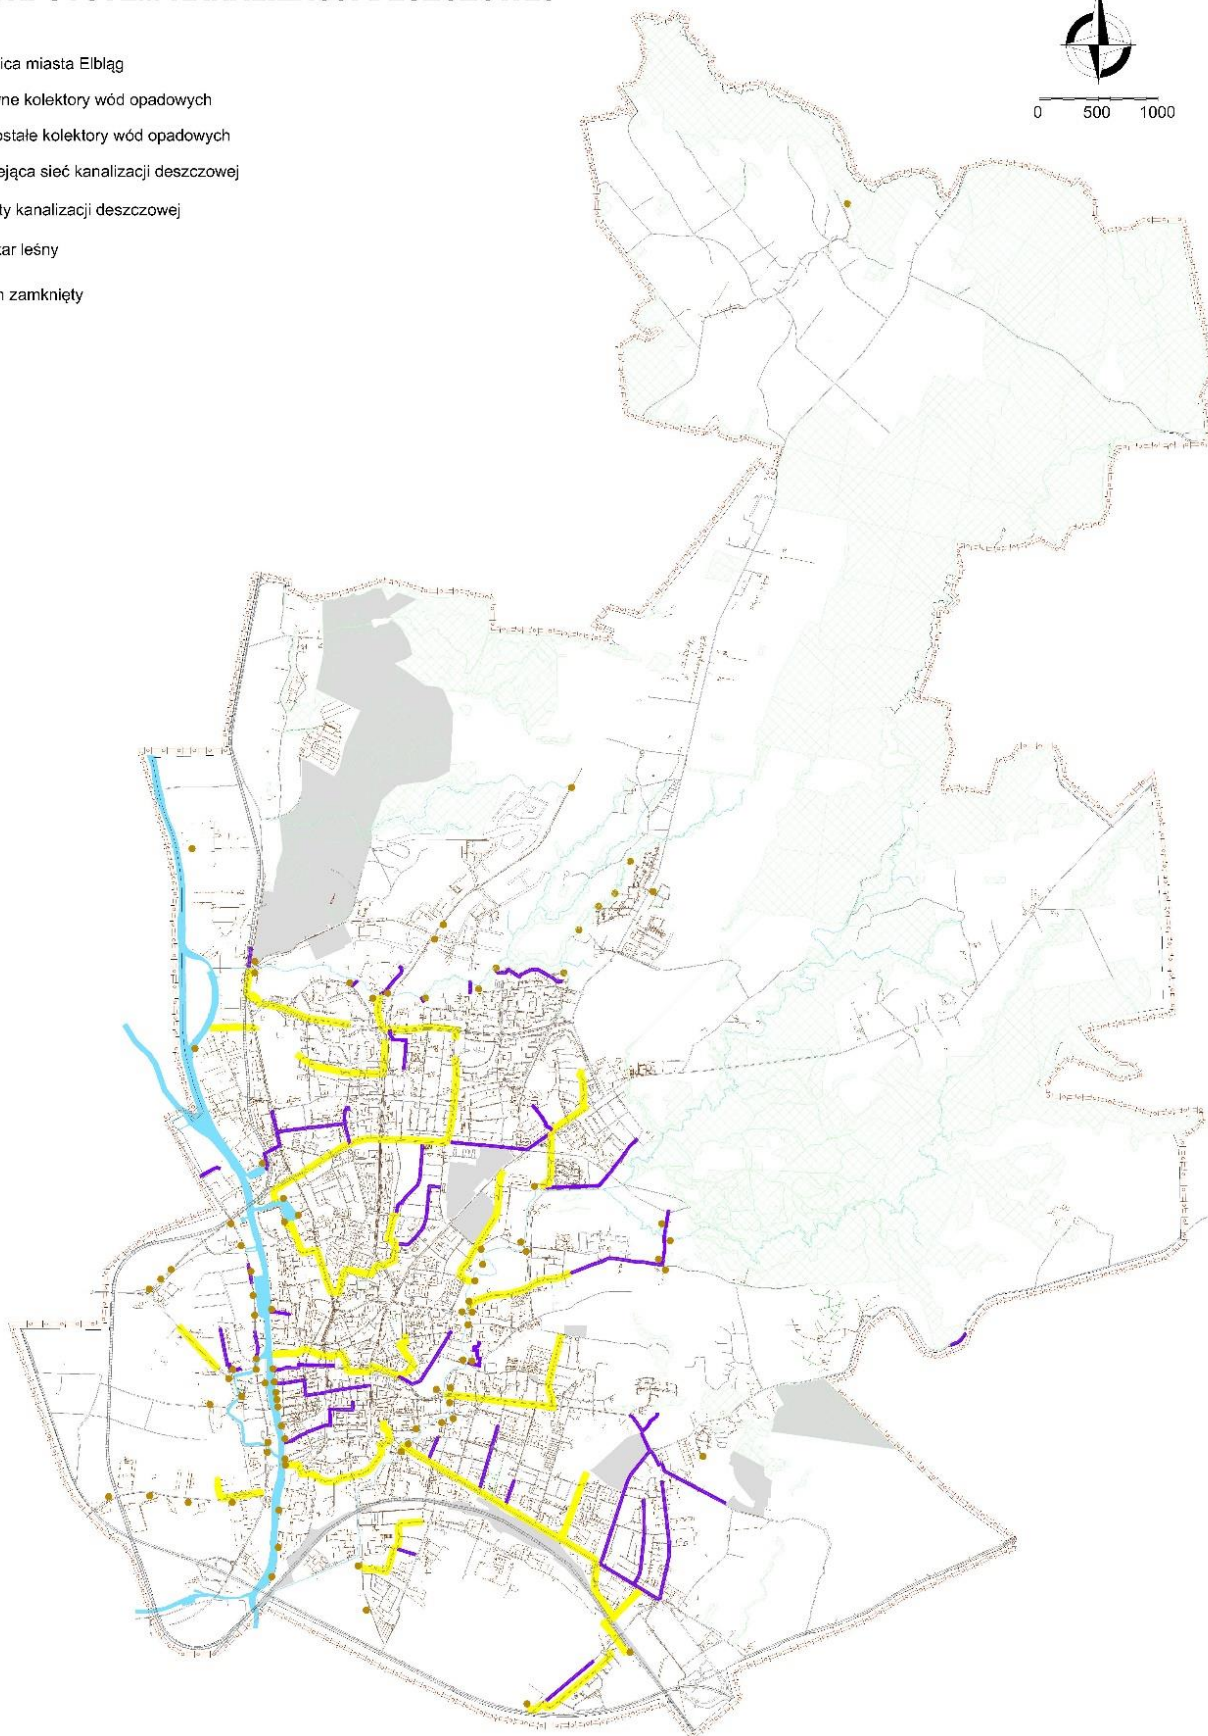 ica miasta Elbląg
ne kolektory wód opadowych
ostałe kolektory wód opadowych
ejąca sieć kanalizacji deszczowej
ty kanalizacji deszczowej
ar leśny
n zamknięty
0 500 1000